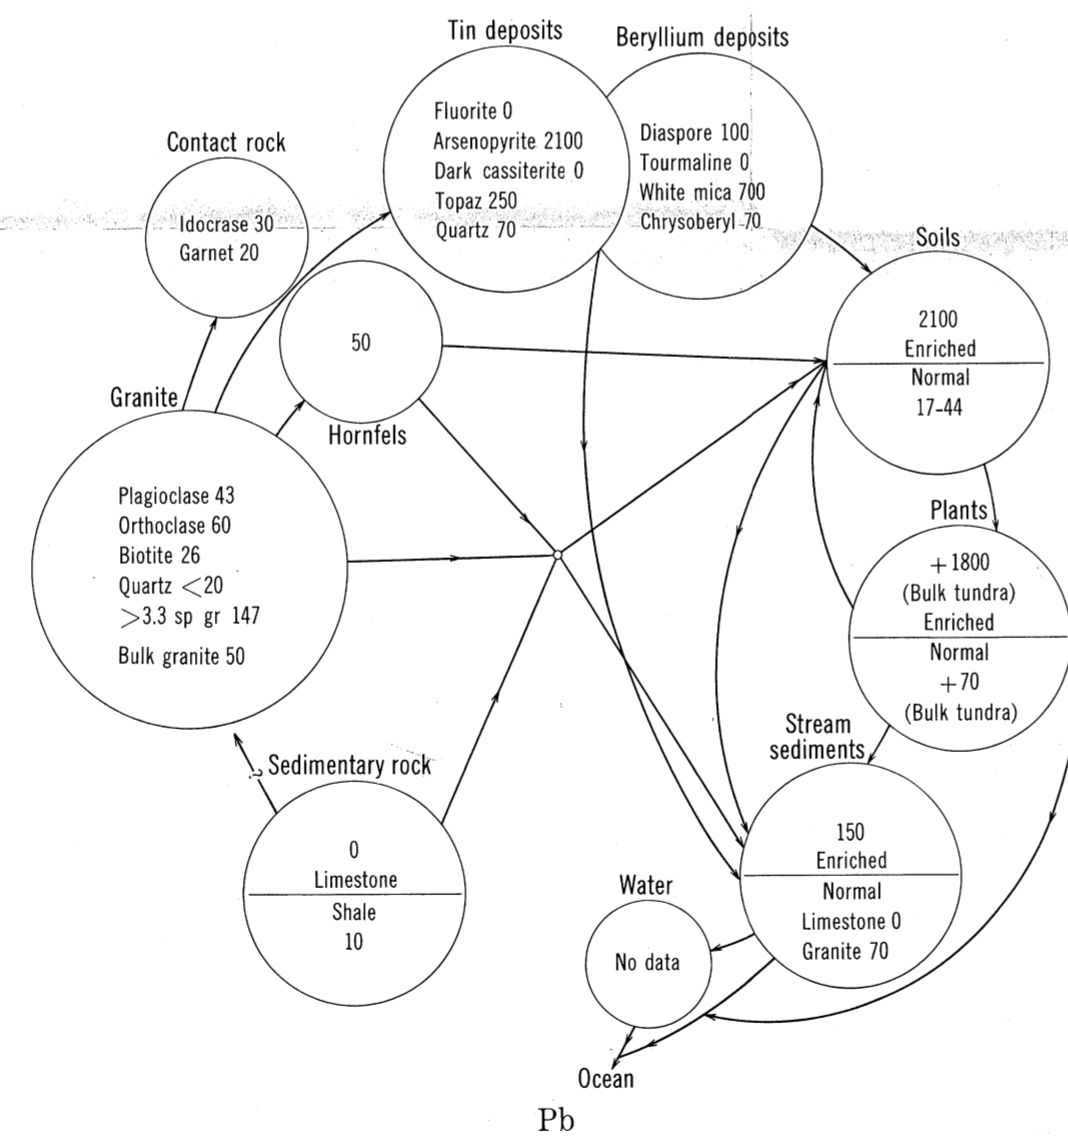 Tin deposits
Fluorite 0
Arsenopyrite 2100
Dark cassiterite 0
Topaz 250
Quartz 70
Beryllium deposits
Diaspore 100
Tourmaline 0
White mica 700
Chrysoberyl 70
Contact rock
Idocrase 30
Garnet 20
Soils
2100
Enriched
Normal
17-44
50
Hornfels
Granite
Plagioclase 43
Orthoclase 60
Biotite 26
Quartz <20
>3.3 sp gr 147
Bulk granite 50
Plants
+1800
(Bulk tundra)
Enriched
Normal
+70
(Bulk tundra)
?
Sedimentary rock
0
Limestone
Shale
10
Stream
sediments
150
Enriched
Normal
Limestone 0
Granite 70
Water
No data
Ocean
Pb